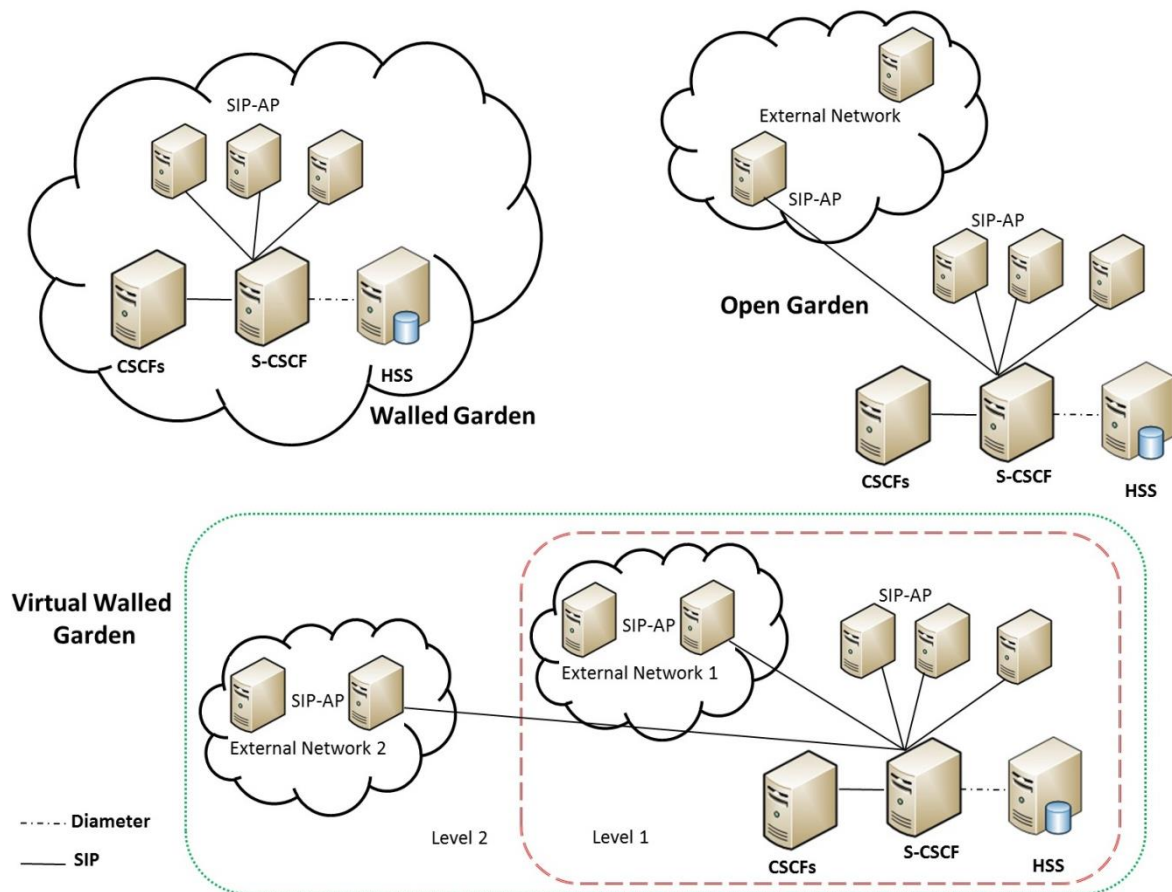 SIP-AP
CSCFs
S-CSCF
HSS
Walled Garden
External Network
SIP-AP
SIP-AP
Open Garden
CSCFs
S-CSCF
HSS
Virtual Walled
Garden
SIP-AP
External Network 2
SIP-AP
External Network 1
SIP-AP
CSCFs
S-CSCF
HSS
Level 2
Level 1
Diameter
SIP